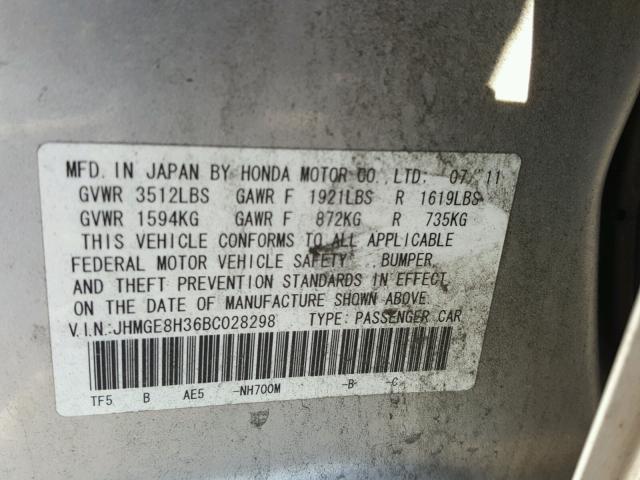 MFD. IN JAPAN BY HONDA MOTOR CO., LTD: 07/11
GVWR 3512LBS GAWR F 1921LBS R 1619LBS
GVWR 1594KG GAWR F 872KG R 735KG
THIS VEHICLE CONFORMS TO ALL APPLICABLE
FEDERAL MOTOR VEHICLE SAFETY, BUMPER,
AND THEFT PREVENTION STANDARDS IN EFFECT
ON THE DATE OF MANUFACTURE SHOWN ABOVE.
V.I.N.:JHMGE8H36BC028298 TYPE: PASSENGER CAR
TF5 B AE5 -NH700M -B -C